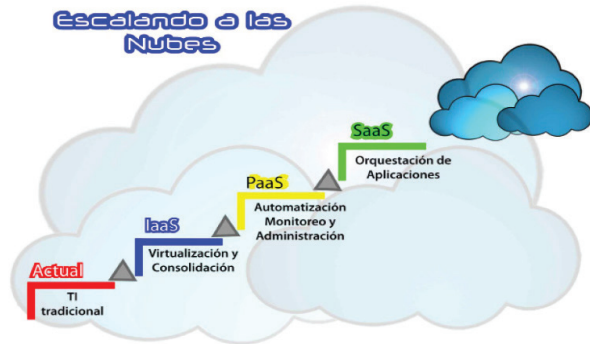 Escalando a las
Nubes
SaaS
Orquestación de
Aplicaciones
PaaS
Automatización
Monitoreo y
Administración
IaaS
Virtualización y
Consolidación
Actual
TI
tradicional